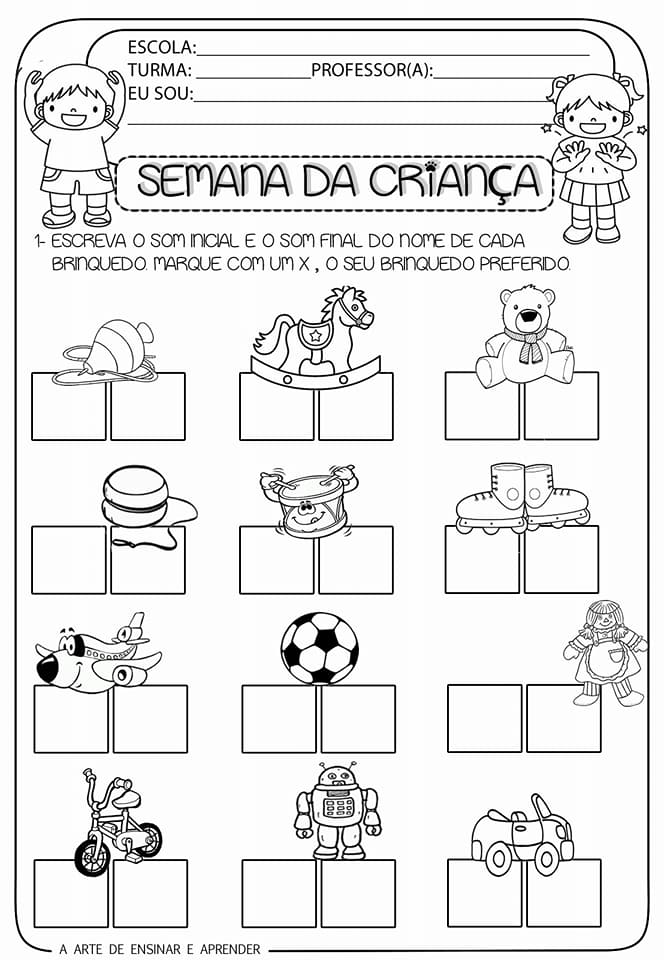 ESCOLA:
TURMA: PROFESSOR(A):
EU SOU:
SEMANA DA CRIANÇA
1- ESCREVA O SOM INICIAL E O SOM FINAL DO NOME DE CADA
BRINQUEDO. MARQUE COM UM X , O SEU BRINQUEDO PREFERIDO.
4
A ARTE DE ENSINAR E APRENDER